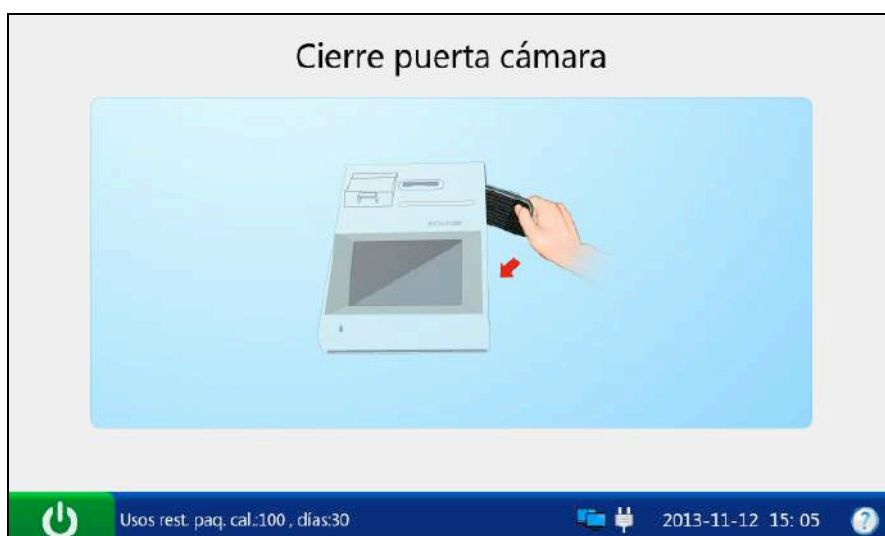 Cierre puerta cámara
Usos rest. paq. cal.:100 , días:30
2013-11-12 15: 05
?